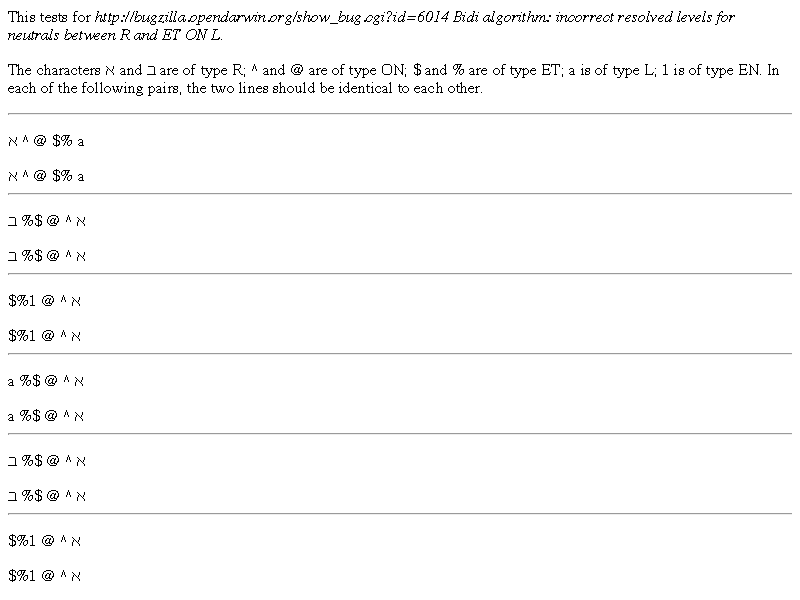 This tests for http://bugzilla.opendarwin.org/show_bug.cgi?id=6014 Bidi algorithm: incorrect resolved levels for
neutrals between R and ET ON L.
The characters א and ב are of type R; ^ and @ are of type ON; $ and % are of type ET; a is of type L; 1 is of type EN. In
each of the following pairs, the two lines should be identical to each other.
א ^ @ $% a
א ^ @ $% a
א ^ @ $% ב
א ^ @ $% ב
א ^ @ $%1
א ^ @ $%1
א ^ @ $% a
א ^ @ $% a
א ^ @ $% ב
א ^ @ $% ב
א ^ @ $%1
א ^ @ $%1